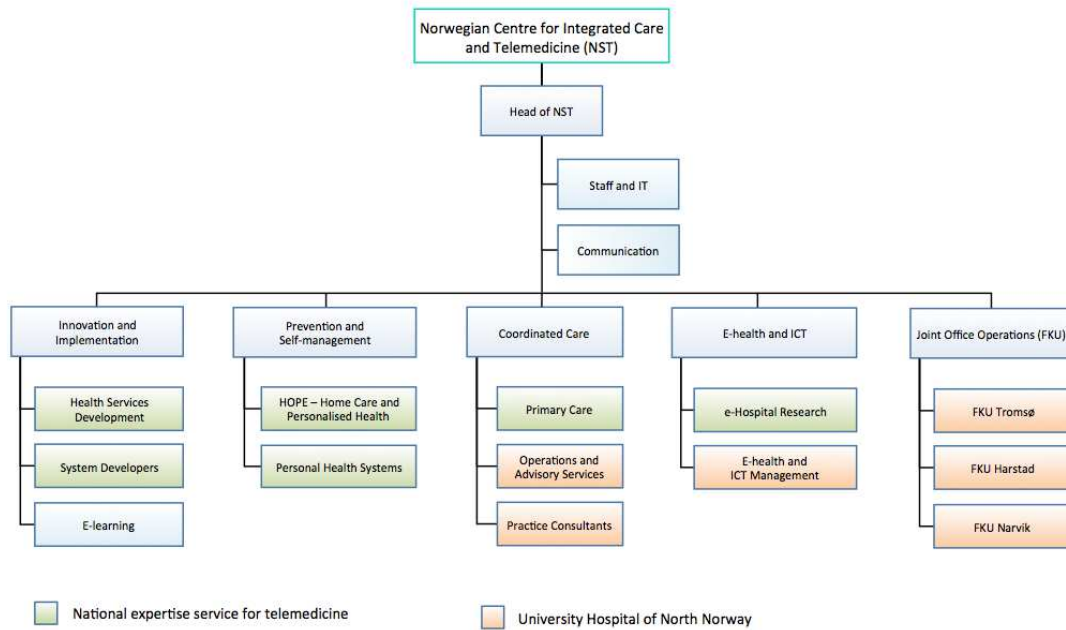 Norwegian Centre for Integrated Care
and Telemedicine (NST)
Head of NST
Staff and IT
Communication
Innovation and
Implementation
Prevention and
Self-management
Coordinated Care
E-health and ICT
Joint Office Operations (FKU)
Health Services
Development
HOPE – Home Care and
Personalised Health
Primary Care
e-Hospital Research
FKU Tromsø
System Developers
Personal Health Systems
Operations and
Advisory Services
E-health and
ICT Management
FKU Harstad
E-learning
Practice Consultants
FKU Narvik
National expertise service for telemedicine
University Hospital of North Norway